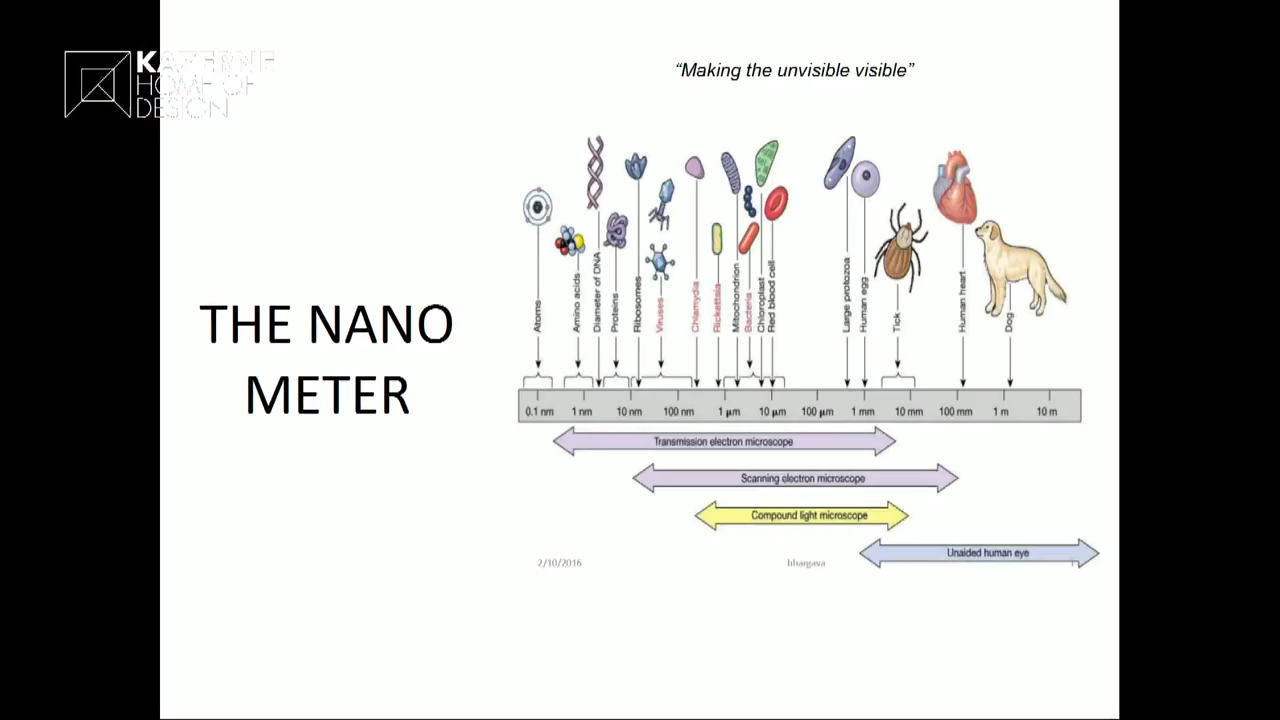 KAZERNE
HOME OF
DESIGN
“Making the unvisible visible”
THE NANO
METER
Atoms
Amino acids
Diameter of DNA
Proteins
Ribosomes
Viruses
Chlamydia
Rickettsia
Mitochondrion
Bacteria
Chloroplast
Red blood cell
Large protozoa
Human egg
Tick
Human heart
Dog
0.1 nm 1 nm 10 nm 100 nm 1 μm 10 μm 100 μm 1 mm 10 mm 100 mm 1 m 10 m
Transmission electron microscope
Scanning electron microscope
Compound light microscope
Unaided human eye
2/10/2016 bhargava